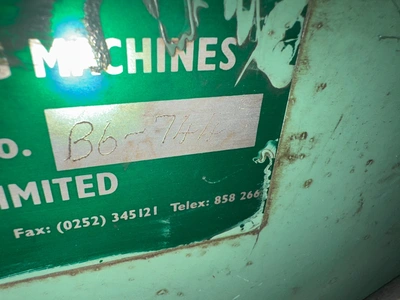 MACHINES
O. B6-74
IMITED
Fax: (0252) 345121 Telex: 858 266